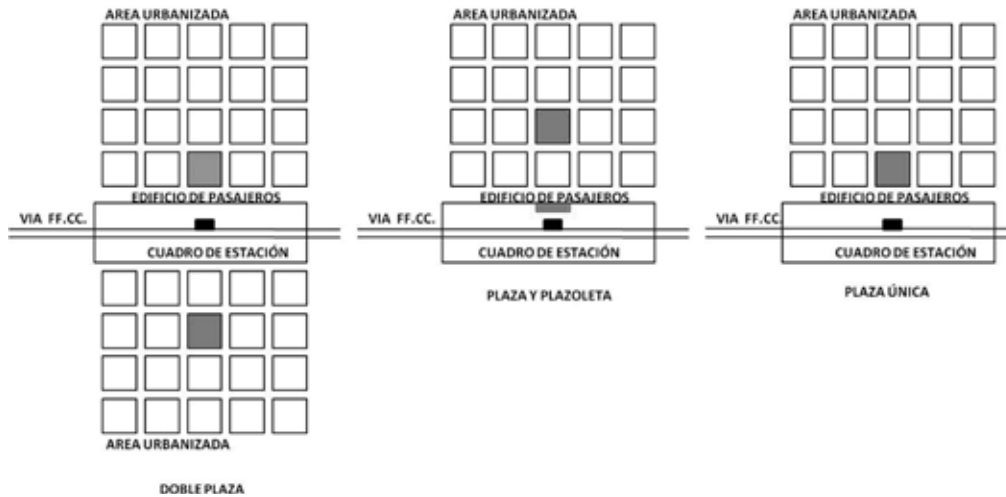 AREA URBANIZADA
EDIFICIO DE PASAJEROS
VIA FF.CC.
CUADRO DE ESTACIÓN
AREA URBANIZADA
DOBLE PLAZA
AREA URBANIZADA
EDIFICIO DE PASAJEROS
VIA FF.CC.
CUADRO DE ESTACIÓN
PLAZA Y PLAZOLETA
AREA URBANIZADA
EDIFICIO DE PASAJEROS
VIA FF.CC.
CUADRO DE ESTACIÓN
PLAZA ÚNICA